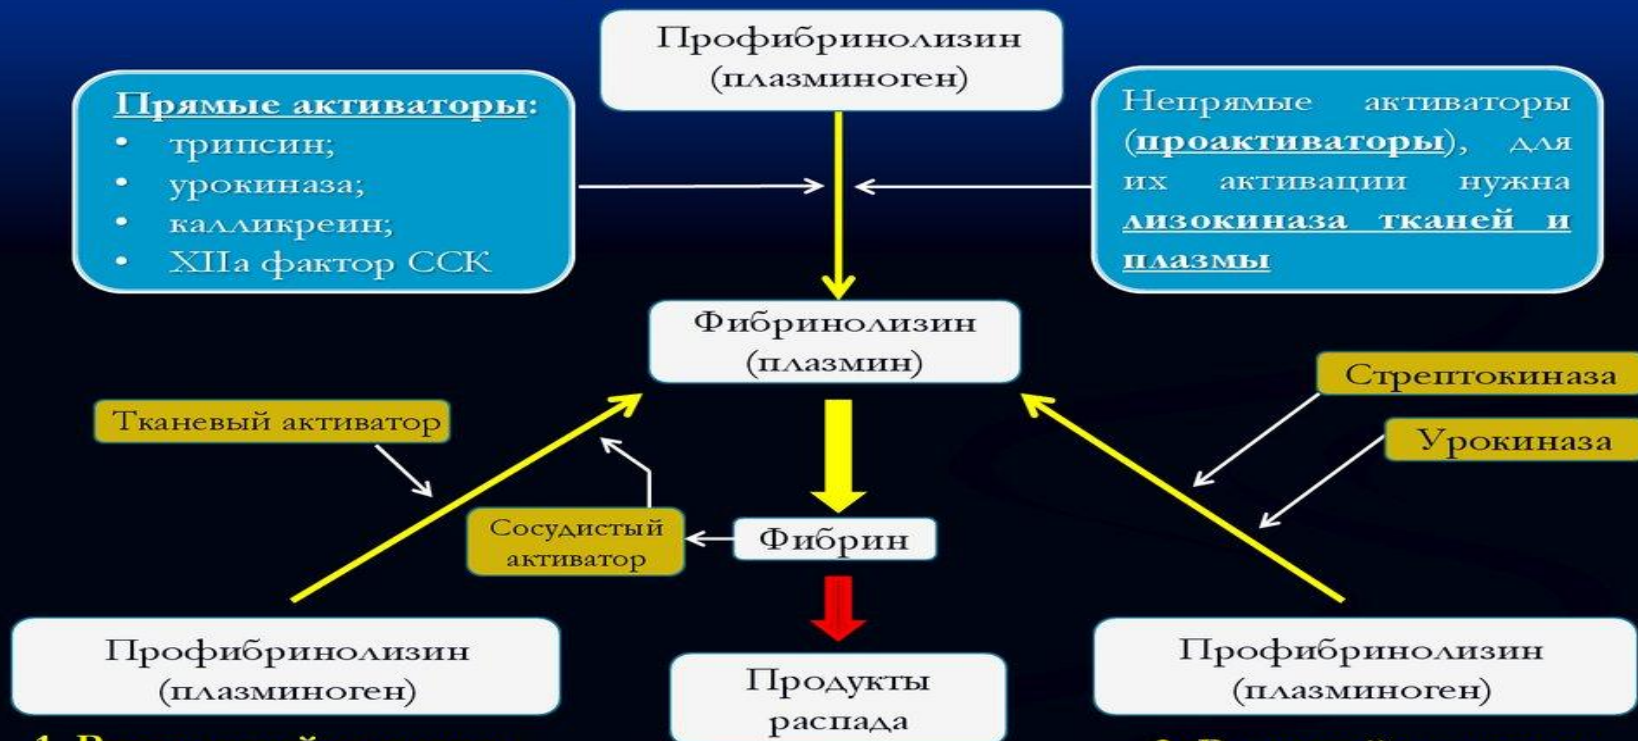 Профибринолизин
(плазминоген)
Прямые активаторы:
• трипсин;
• урокиназа;
• калликреин;
• XIIа фактор ССК
Непрямые активаторы
(проактиваторы), для
их активации нужна
лизокиназа тканей и
плазмы
Фибринолизин
(плазмин)
Тканевый активатор
Стрептокиназа
Урокиназа
Сосудистый
активатор
Фибрин
Профибринолизин
(плазминоген)
Продукты
распада
Профибринолизин
(плазминоген)